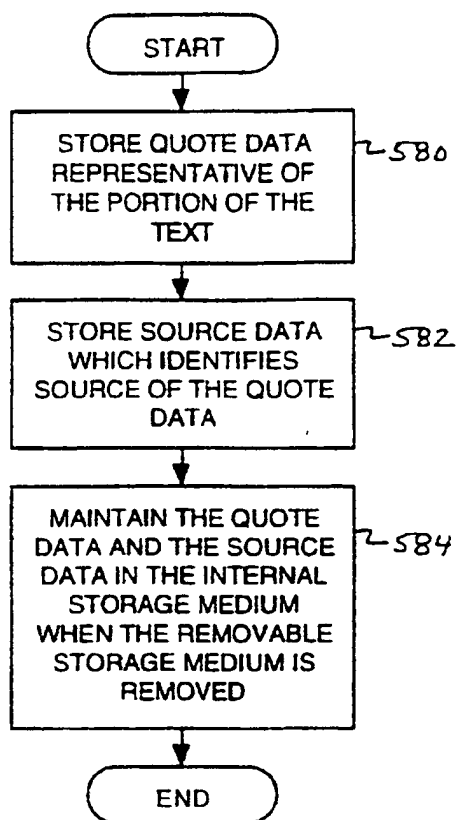 START
STORE QUOTE DATA
REPRESENTATIVE OF
THE PORTION OF THE
TEXT
580
STORE SOURCE DATA
WHICH IDENTIFIES
SOURCE OF THE QUOTE
DATA
582
MAINTAIN THE QUOTE
DATA AND THE SOURCE
DATA IN THE INTERNAL
STORAGE MEDIUM
WHEN THE REMOVABLE
STORAGE MEDIUM IS
REMOVED
584
END